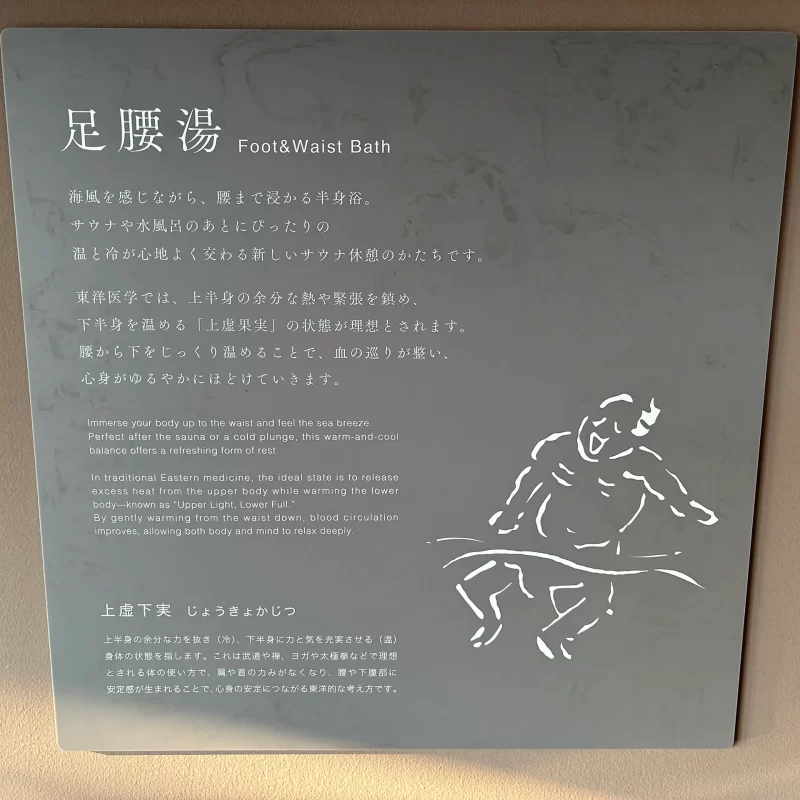 足腰湯 Foot&Waist Bath
海風を感じながら、腰まで浸かる半身浴。
サウナや水風呂のあとにぴったりの
温と冷が心地よく交わる新しいサウナ休憩のかたちです。
東洋医学では、上半身の余分な熱や緊張を鎮め、
下半身を温める「上虚果実」の状態が理想とされます。
腰から下をじっくり温めることで、血の巡りが整い、
心身がゆるやかにほどけていきます。
Immerse your body up to the waist and feel the sea breeze.
Perfect after the sauna or a cold plunge, this warm-and-cool
balance offers a refreshing form of rest.
In traditional Eastern medicine, the ideal state is to release
excess heat from the upper body while warming the lower
body—known as "Upper Light, Lower Full."
By gently warming from the waist down, blood circulation
improves, allowing both body and mind to relax deeply.
上虚下実 じょうきょかじつ
上半身の余分な力を抜き（冷）、下半身に力と気を充実させる（温）
身体の状態を指します。これは武道や禅、ヨガや太極拳などで理想
とされる体の使い方で、肩や首の力みがなくなり、腰や下腹部に
安定感が生まれることで、心身の安定につながる東洋的な考え方です。